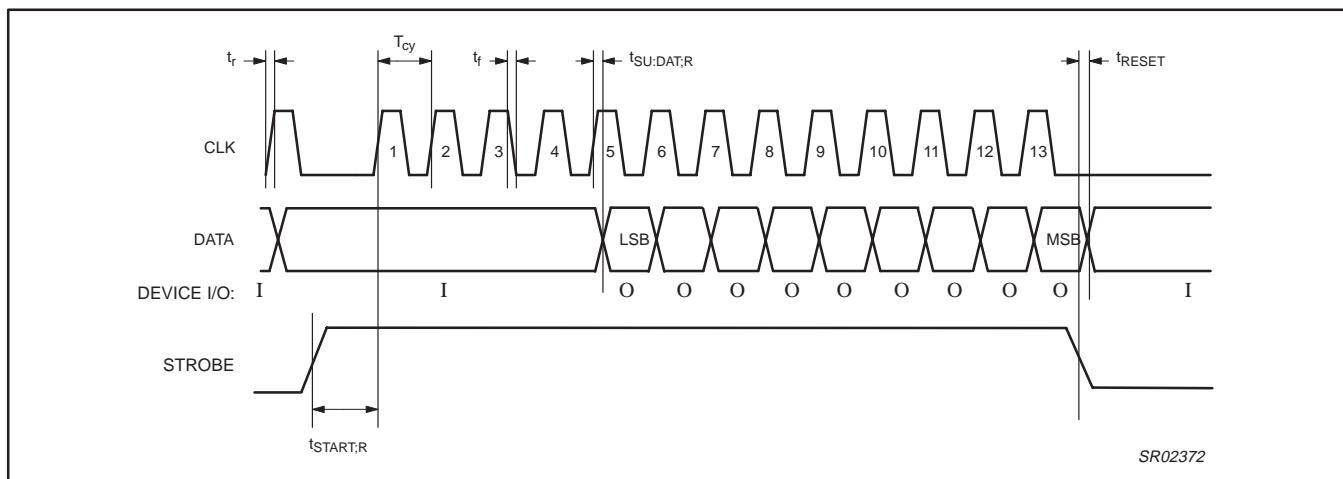 tr Tcy tf tSU:DAT;R tRESET
CLK 1 2 3 4 5 6 7 8 9 10 11 12 13
DATA LSB MSB
DEVICE I/O: I I O O O O O O O O O I
STROBE
tSTART;R
SR02372